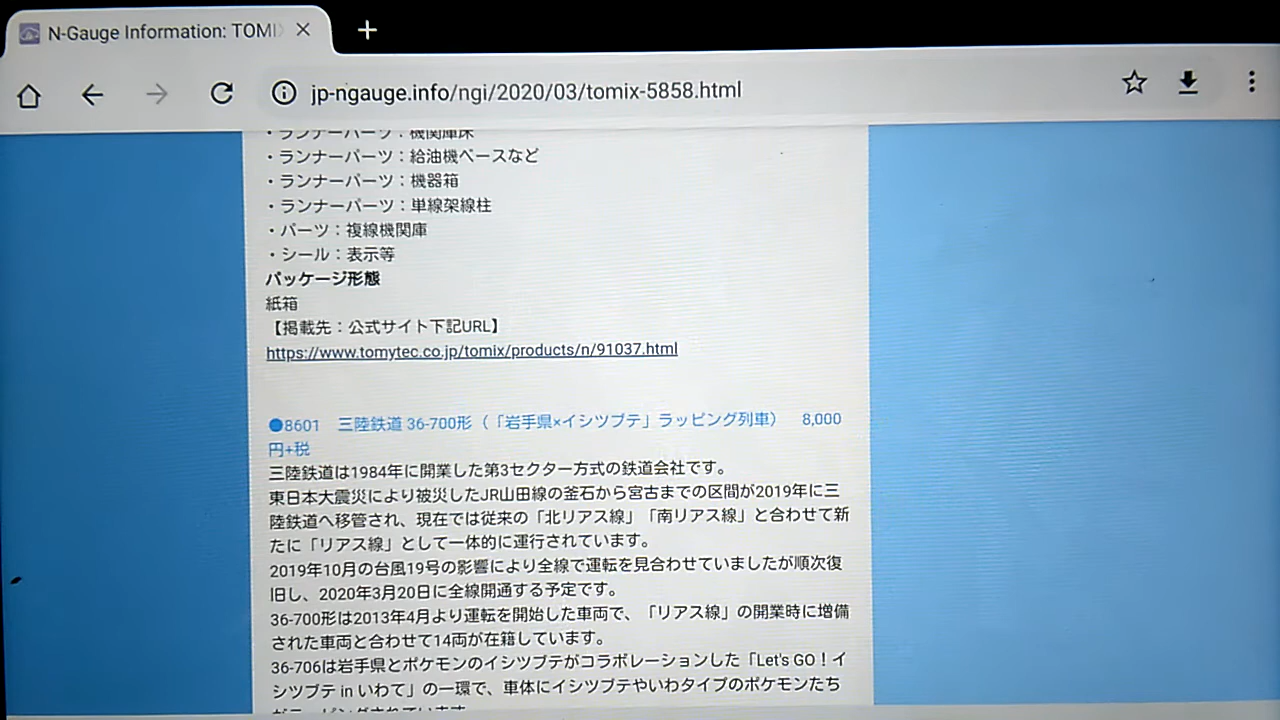 N-Gauge Information: TOMIX
jp-ngauge.info/ngi/2020/03/tomix-5858.html
・ランナーパーツ：機関庫床
・ランナーパーツ：給油機ベースなど
・ランナーパーツ：機器箱
・ランナーパーツ：単線架線柱
・パーツ：複線機関庫
・シール：表示等
パッケージ形態
紙箱
【掲載先：公式サイト下記URL】
https://www.tomytec.co.jp/tomix/products/n/91037.html
●8601　三陸鉄道 36-700形（「岩手県×イシツブテ」ラッピング列車）　8,000
円+税
三陸鉄道は1984年に開業した第3セクター方式の鉄道会社です。
東日本大震災により被災したJR山田線の釜石から宮古までの区間が2019年に三
陸鉄道へ移管され、現在では従来の「北リアス線」「南リアス線」と合わせて新
たに「リアス線」として一体的に運行されています。
2019年10月の台風19号の影響により全線で運転を見合わせていましたが順次復
旧し、2020年3月20日に全線開通する予定です。
36-700形は2013年4月より運転を開始した車両で、「リアス線」の開業時に増備
された車両と合わせて14両が在籍しています。
36-706は岩手県とポケモンのイシツブテがコラボレーションした「Let's GO！イ
シツブテ in いわて」の一環で、車体にイシツブテやいわタイプのポケモンたち